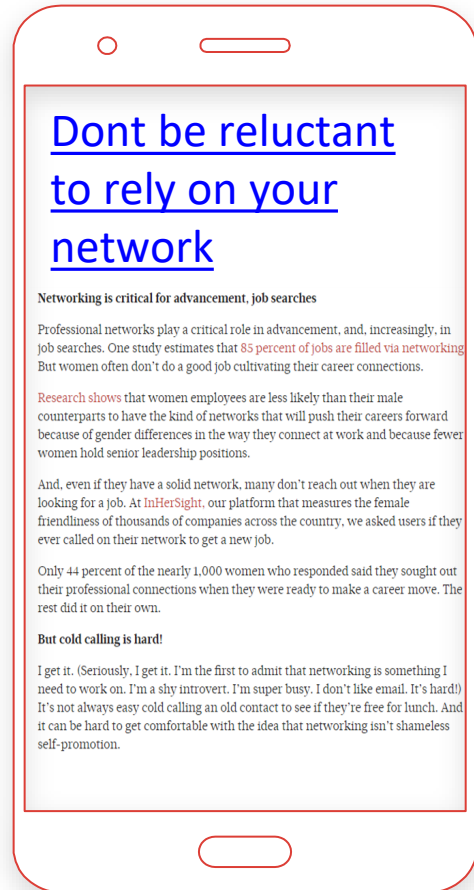 Dont be reluctant
to rely on your
network
Networking is critical for advancement, job searches
Professional networks play a critical role in advancement, and, increasingly, in
job searches. One study estimates that 85 percent of jobs are filled via networking
But women often don't do a good job cultivating their career connections.
Research shows that women employees are less likely than their male
counterparts to have the kind of networks that will push their careers forward
because of gender differences in the way they connect at work and because fewer
women hold senior leadership positions.
And, even if they have a solid network, many don't reach out when they are
looking for a job. At InHerSight, our platform that measures the female
friendliness of thousands of companies across the country, we asked users if they
ever called on their network to get a new job.
Only 44 percent of the nearly 1,000 women who responded said they sought out
their professional connections when they were ready to make a career move. The
rest did it on their own.
But cold calling is hard!
I get it. (Seriously, I get it. I'm the first to admit that networking is something I
need to work on. I'm a shy introvert. I'm super busy. I don't like email. It's hard!)
It's not always easy cold calling an old contact to see if they're free for lunch. And
it can be hard to get comfortable with the idea that networking isn't shameless
self-promotion.